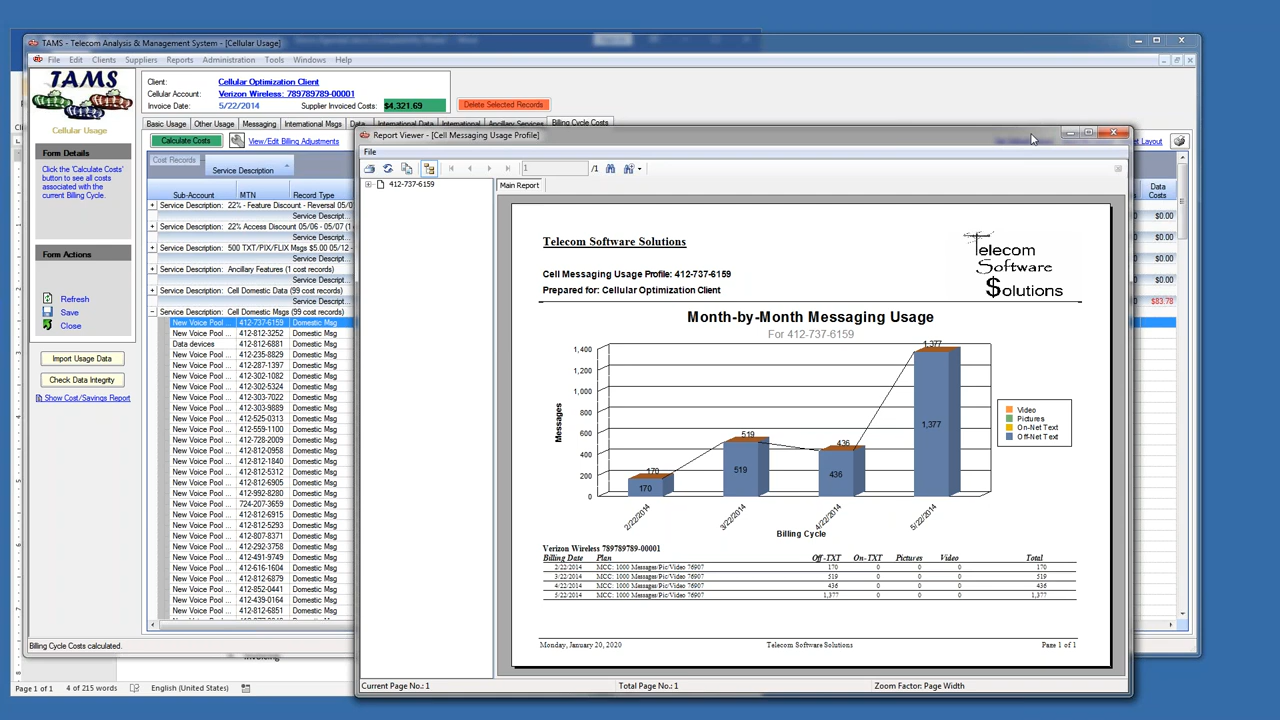 TAMS - Telecom Analysis & Management System - [Cellular Usage]
File Edit Clients Suppliers Reports Administration Tools Windows Help
TAMS
Cellular Usage
Form Details
Click the 'Calculate Costs'
button to see all costs
associated with the
current Billing Cycle.
Form Actions
Refresh
Save
Close
Import Usage Data
Check Data Integrity
Show Cost/Savings Report
Client: Cellular Optimization Client
Cellular Account: Verizon Wireless: 789789789-00001
Invoice Date: 5/22/2014 Supplier Invoiced Costs: $4,321.69
Delete Selected Records
Basic Usage Other Usage Messaging International Msgs Data International Data International Ancillary Services Billing Cycle Costs
Calculate Costs View/Edit Billing Adjustments
Layout
Cost Records
Service Description
Sub-Account MTN Record Type
Data
Costs
Service Description: 22% - Feature Discount - Reversal 05/0
Service Descript...
Service Description: 22% Access Discount 05/06 - 05/07 (1
Service Descript...
Service Description: 500 TXT/PIX/FLIX Msgs $5.00 05/12 -
Service Descript...
Service Description: Ancillary Features (1 cost records)
Service Descript...
Service Description: Cell Domestic Data (99 cost records)
Service Descript...
Service Description: Cell Domestic Msgs (99 cost records)
$0.00
$0.00
$0.00
$0.00
$83.78
New Voice Pool ... 412-737-6159 Domestic Msg
New Voice Pool ... 412-812-3252 Domestic Msg
Data devices 412-812-6881 Domestic Msg
New Voice Pool ... 412-235-8829 Domestic Msg
New Voice Pool ... 412-287-1397 Domestic Msg
New Voice Pool ... 412-302-1082 Domestic Msg
New Voice Pool ... 412-302-5324 Domestic Msg
New Voice Pool ... 412-303-7022 Domestic Msg
New Voice Pool ... 412-303-9889 Domestic Msg
New Voice Pool ... 412-525-0313 Domestic Msg
New Voice Pool ... 412-559-1100 Domestic Msg
New Voice Pool ... 412-728-2009 Domestic Msg
New Voice Pool ... 412-812-0958 Domestic Msg
New Voice Pool ... 412-812-1840 Domestic Msg
New Voice Pool ... 412-812-5312 Domestic Msg
New Voice Pool ... 412-812-6905 Domestic Msg
New Voice Pool ... 412-992-8280 Domestic Msg
New Voice Pool ... 724-207-3659 Domestic Msg
New Voice Pool ... 412-812-6915 Domestic Msg
New Voice Pool ... 412-812-5293 Domestic Msg
New Voice Pool ... 412-807-8371 Domestic Msg
New Voice Pool ... 412-292-3758 Domestic Msg
New Voice Pool ... 412-491-9749 Domestic Msg
New Voice Pool ... 412-616-1604 Domestic Msg
New Voice Pool ... 412-812-6879 Domestic Msg
New Voice Pool ... 412-852-0441 Domestic Msg
New Voice Pool ... 412-439-0164 Domestic Msg
New Voice Pool ... 412-812-6851 Domestic Msg
Billing Cycle Costs calculated.
Page 1 of 1 4 of 215 words English (United States)
Report Viewer - [Cell Messaging Usage Profile]
File
1 /1
412-737-6159
Main Report
Telecom Software Solutions
Telecom
Software
$olutions
Cell Messaging Usage Profile: 412-737-6159
Prepared for: Cellular Optimization Client
Month-by-Month Messaging Usage
For 412-737-6159
Messages
1,400
1,200
1,000
800
600
400
200
0
170
170
519
519
436
436
1,377
1,377
2/22/2014 3/22/2014 4/22/2014 5/22/2014
Billing Cycle
Video
Pictures
On-Net Text
Off-Net Text
Verizon Wireless 789789789-00001
Billing Date Plan Off-TXT On-TXT Pictures Video Total
2/22/2014 MCC: 1000 Messages/Pic/Video 76907 170 0 0 0 170
3/22/2014 MCC: 1000 Messages/Pic/Video 76907 519 0 0 0 519
4/22/2014 MCC: 1000 Messages/Pic/Video 76907 436 0 0 0 436
5/22/2014 MCC: 1000 Messages/Pic/Video 76907 1,377 0 0 0 1,377
Monday, January 20, 2020 Telecom Software Solutions Page 1 of 1
Current Page No.: 1 Total Page No.: 1 Zoom Factor: Page Width